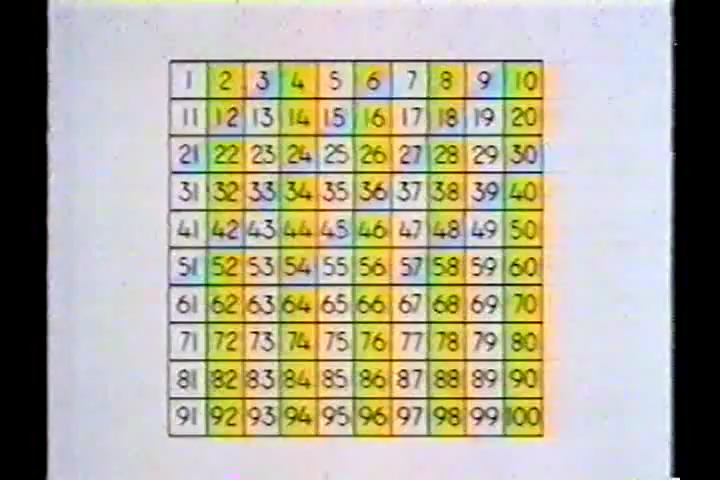 1 2 3 4 5 6 7 8 9 10
11 12 13 14 15 16 17 18 19 20
21 22 23 24 25 26 27 28 29 30
31 32 33 34 35 36 37 38 39 40
41 42 43 44 45 46 47 48 49 50
51 52 53 54 55 56 57 58 59 60
61 62 63 64 65 66 67 68 69 70
71 72 73 74 75 76 77 78 79 80
81 82 83 84 85 86 87 88 89 90
91 92 93 94 95 96 97 98 99 100